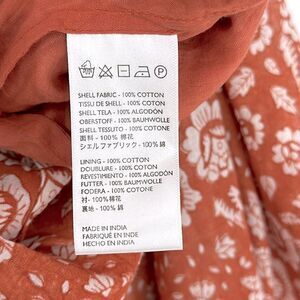 SHELL FABRIC - 100% COTTON
TISSU DE SHELL - 100% COTON
SHELL TELA - 100% ALGODÓN
OBERSTOFF - 100% BAUMWOLLE
SHELL TESSUTO - 100% COTONE
面料 - 100% 棉花
シェル ファブリック - 100% 綿
LINING - 100% COTTON
DOUBLURE - 100% COTON
REVESTIMIENTO - 100% ALGODÓN
FUTTER - 100% BAUMWOLLE
FODERA - 100% COTONE
衬 - 100% 棉花
裏地 - 100% 綿
MADE IN INDIA
FABRIQUÉ EN INDE
HECHO EN INDIA